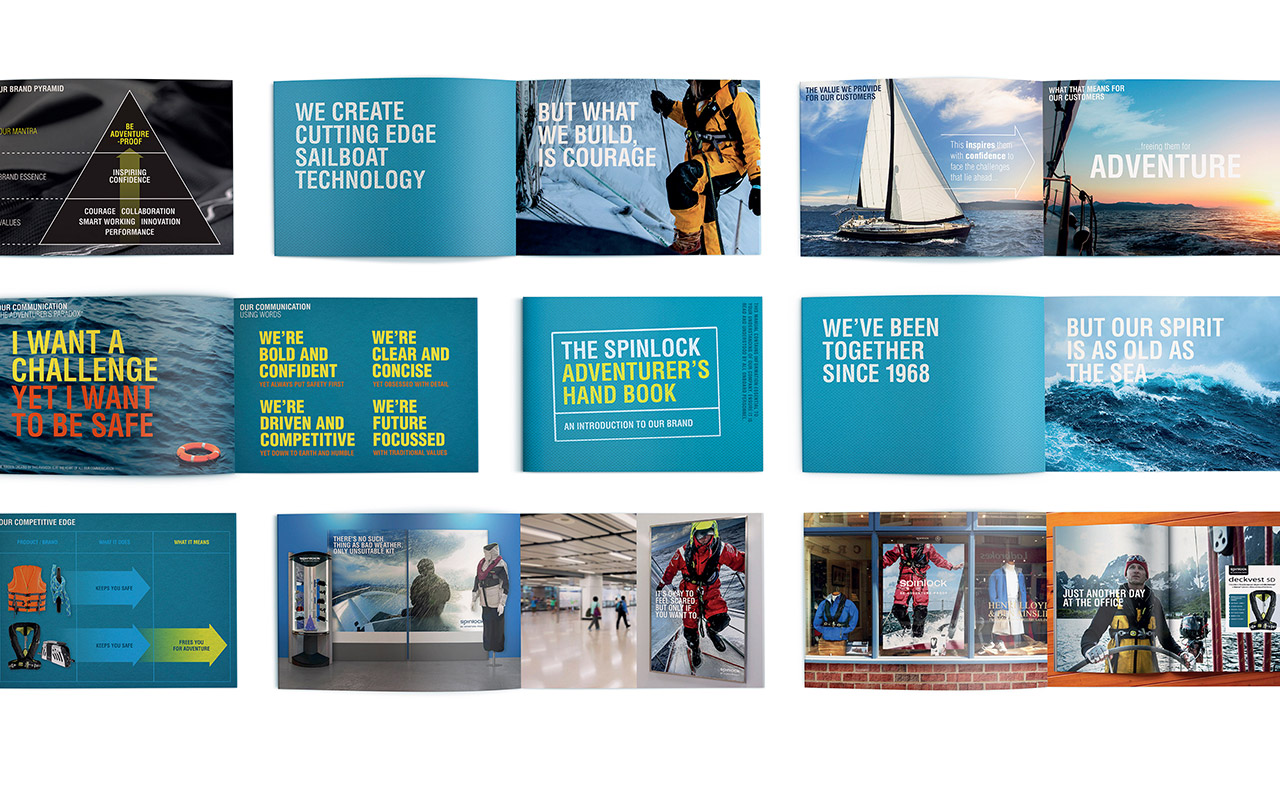 UR BRAND PYRAMID
OUR MANTRA
BE
ADVENTURE
-PROOF
BRAND ESSENCE
INSPIRING
CONFIDENCE
VALUES
COURAGE COLLABORATION
SMART WORKING INNOVATION
PERFORMANCE
WE CREATE
CUTTING EDGE
SAILBOAT
TECHNOLOGY
BUT WHAT
WE BUILD,
IS COURAGE
THE VALUE WE PROVIDE
FOR OUR CUSTOMERS
This inspires them
with confidence to
face the challenges
that lie ahead
WHAT THAT MEANS FOR
OUR CUSTOMERS
..freeing them for
ADVENTURE
OUR COMMUNICATION
THE ADVENTURER'S PARADOX
I WANT A
CHALLENGE
YET I WANT
TO BE SAFE
OUR COMMUNICATION
USING WORDS
WE'RE
BOLD AND
CONFIDENT
YET ALWAYS PUT SAFETY FIRST
WE'RE
CLEAR AND
CONCISE
YET OBSESSED WITH DETAIL
WE'RE
DRIVEN AND
COMPETITIVE
YET DOWN TO EARTH AND HUMBLE
WE'RE
FUTURE
FOCUSSED
WITH TRADITIONAL VALUES
THE SPINLOCK
ADVENTURER'S
HAND BOOK
AN INTRODUCTION TO OUR BRAND
WE'VE BEEN
TOGETHER
SINCE 1968
BUT OUR SPIRIT
IS AS OLD AS
THE SEA
OUR COMPETITIVE EDGE
PRODUCT / BRAND
WHAT IT DOES
WHAT IT MEANS
KEEPS YOU SAFE
KEEPS YOU SAFE
FREES YOU
FOR ADVENTURE
THERE'S NO SUCH
THING AS BAD WEATHER,
ONLY UNSUITABLE KIT
spinlock
IT'S OKAY TO
FEEL SCARED.
BUT ONLY IF
YOU WANT TO.
spinlock
spinlock
Ladbrokes
JUST ANOTHER DAY
AT THE OFFICE
deckvest 5D